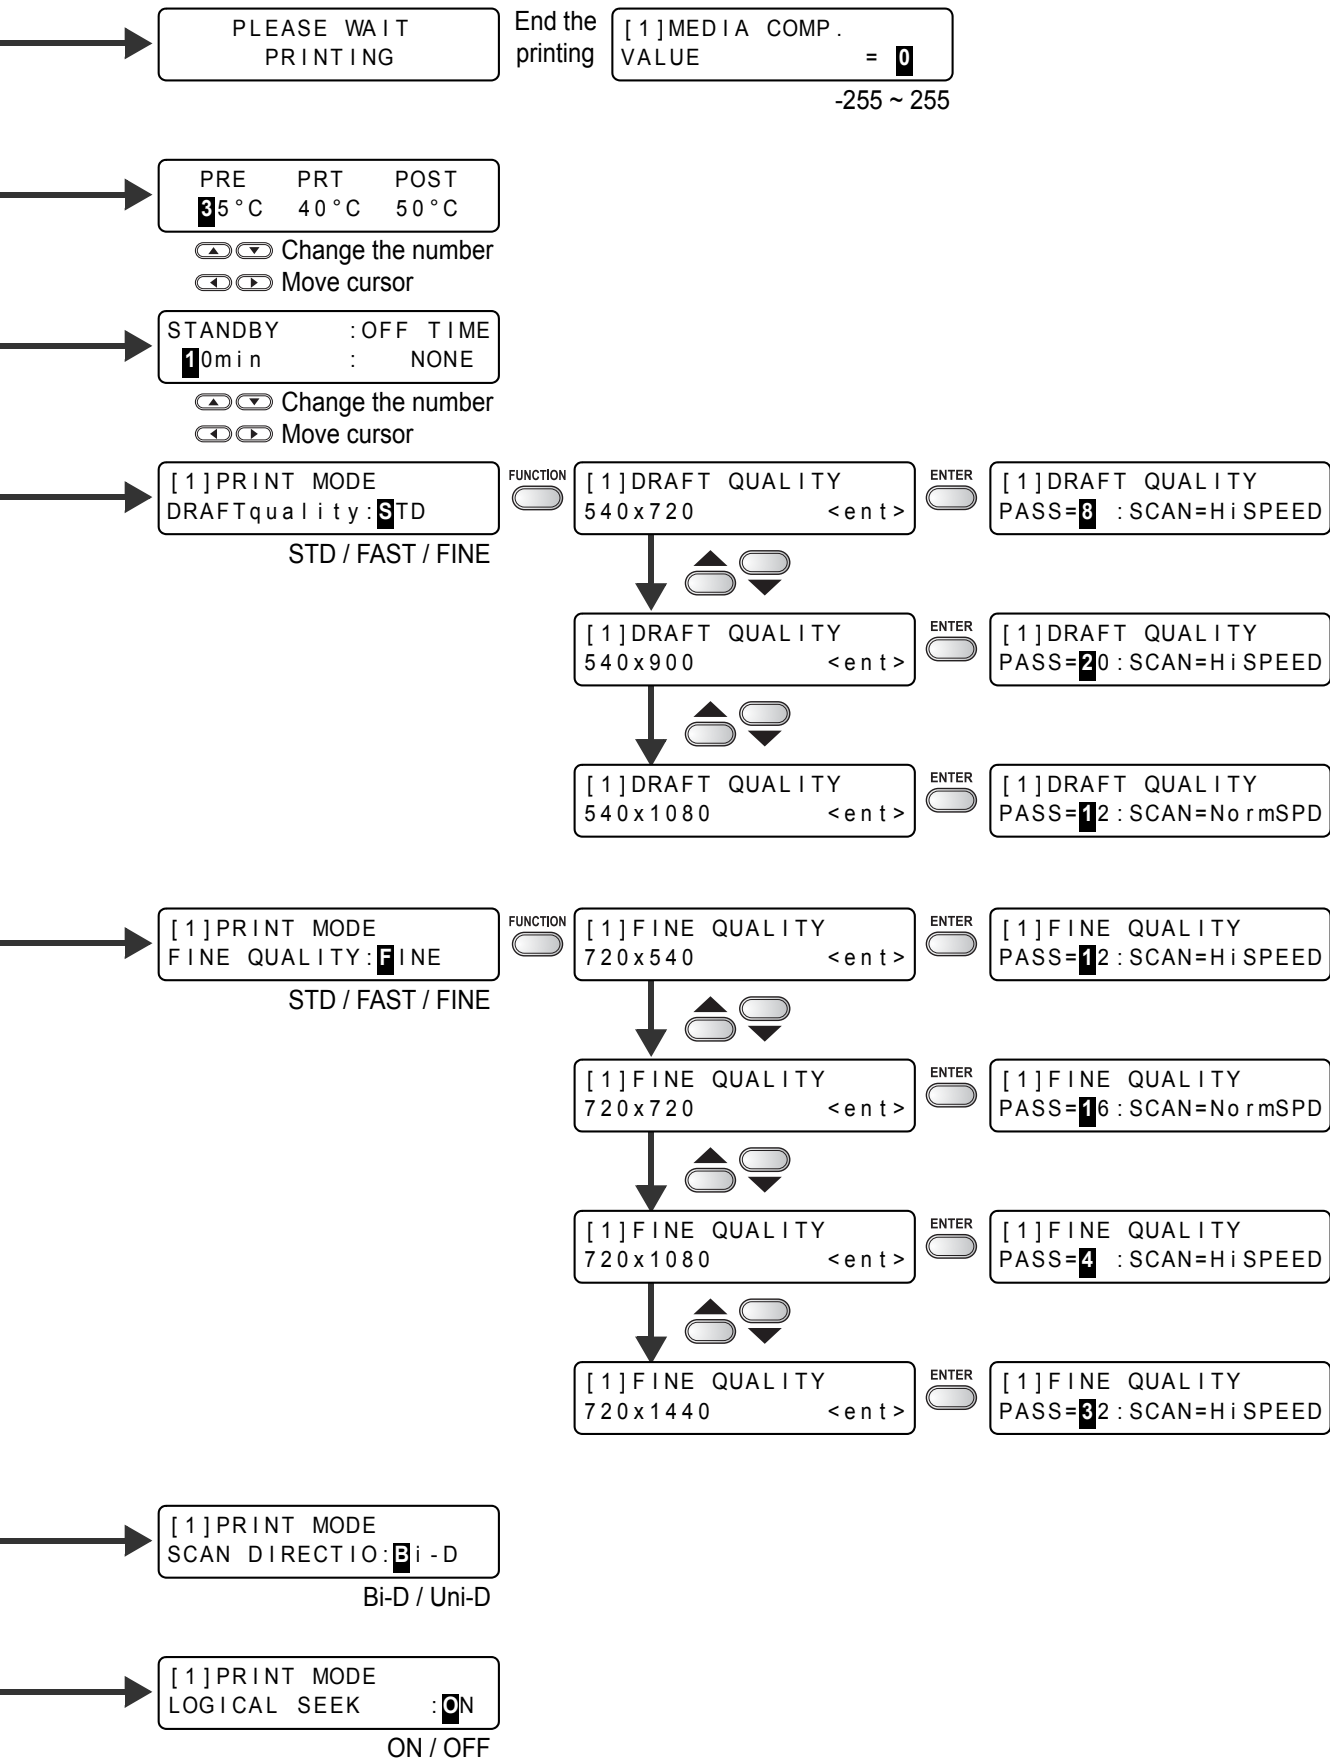 PLEASE WAIT
PRINTING
End the
printing
[1]MEDIA COMP.
VALUE = 0
-255 ~ 255
PRE PRT POST
35°C 40°C 50°C
Change the number
Move cursor
STANDBY :OFF TIME
10min : NONE
Change the number
Move cursor
[1]PRINT MODE
DRAFTquality:STD
STD / FAST / FINE
FUNCTION
[1]DRAFT QUALITY
540x720 <ent>
ENTER
[1]DRAFT QUALITY
PASS=8 :SCAN=HiSPEED
[1]DRAFT QUALITY
540x900 <ent>
ENTER
[1]DRAFT QUALITY
PASS=20:SCAN=HiSPEED
[1]DRAFT QUALITY
540x1080 <ent>
ENTER
[1]DRAFT QUALITY
PASS=12:SCAN=NormSPD
[1]PRINT MODE
FINE QUALITY:FINE
STD / FAST / FINE
FUNCTION
[1]FINE QUALITY
720x540 <ent>
ENTER
[1]FINE QUALITY
PASS=12:SCAN=HiSPEED
[1]FINE QUALITY
720x720 <ent>
ENTER
[1]FINE QUALITY
PASS=16:SCAN=NormSPD
[1]FINE QUALITY
720x1080 <ent>
ENTER
[1]FINE QUALITY
PASS=4 :SCAN=HiSPEED
[1]FINE QUALITY
720x1440 <ent>
ENTER
[1]FINE QUALITY
PASS=32:SCAN=HiSPEED
[1]PRINT MODE
SCAN DIRECTIO:Bi-D
Bi-D / Uni-D
[1]PRINT MODE
LOGICAL SEEK :ON
ON / OFF